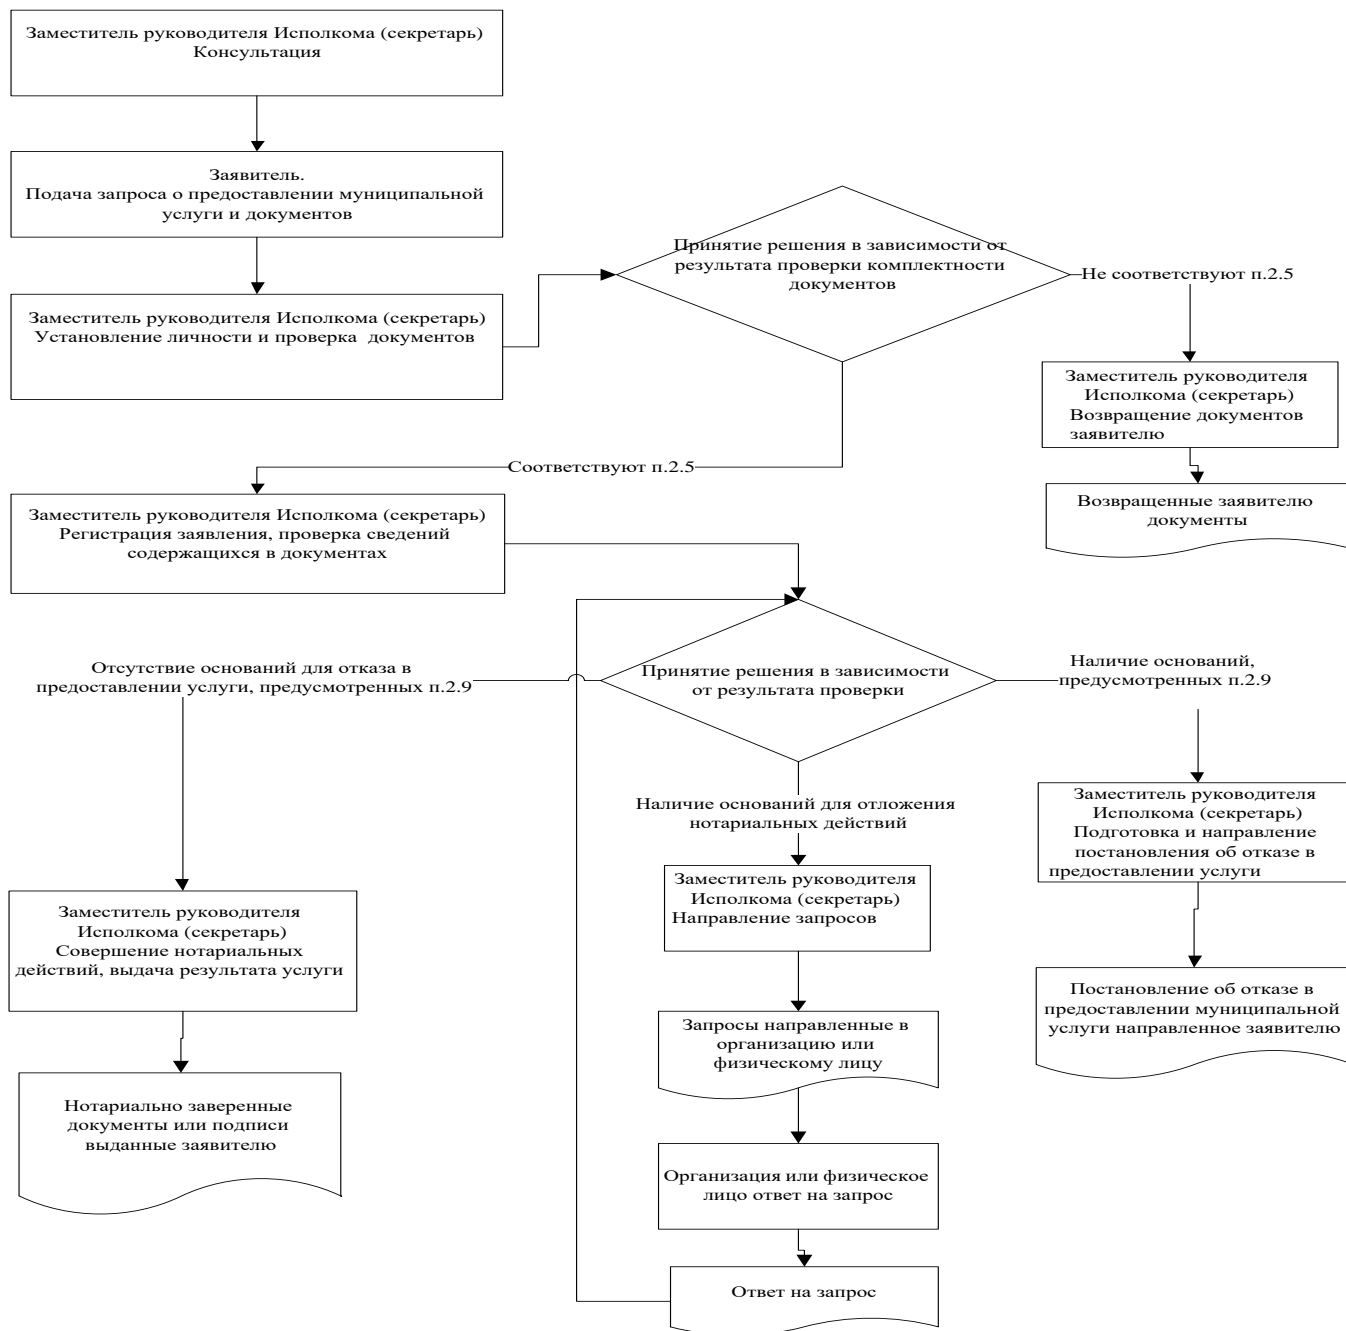 Заместитель руководителя Исполкома (секретарь)
Консультация
Заявитель.
Подача запроса о предоставлении муниципальной
услуги и документов
Принятие решения в зависимости от
результата проверки комплектности
документов
Не соответствуют п.2.5
Заместитель руководителя Исполкома (секретарь)
Установление личности и проверка документов
Заместитель руководителя
Исполкома (секретарь)
Возвращение документов
заявителю
Соответствуют п.2.5
Возвращенные заявителю
документы
Заместитель руководителя Исполкома (секретарь)
Регистрация заявления, проверка сведений
содержащихся в документах
Отсутствие оснований для отказа в
предоставлении услуги, предусмотренных п.2.9
Принятие решения в зависимости
от результата проверки
Наличие оснований,
предусмотренных п.2.9
Наличие оснований для отложения
нотариальных действий
Заместитель руководителя
Исполкома (секретарь)
Подготовка и направление
постановления об отказе в
предоставлении услуги
Заместитель руководителя
Исполкома (секретарь)
Направление запросов
Заместитель руководителя
Исполкома (секретарь)
Совершение нотариальных
действий, выдача результата услуги
Постановление об отказе в
предоставлении муниципальной
услуги направленное заявителю
Запросы направленные в
организацию или
физическому лицу
Нотариально заверенные
документы или подписи
выданные заявителю
Организация или физическое
лицо ответ на запрос
Ответ на запрос